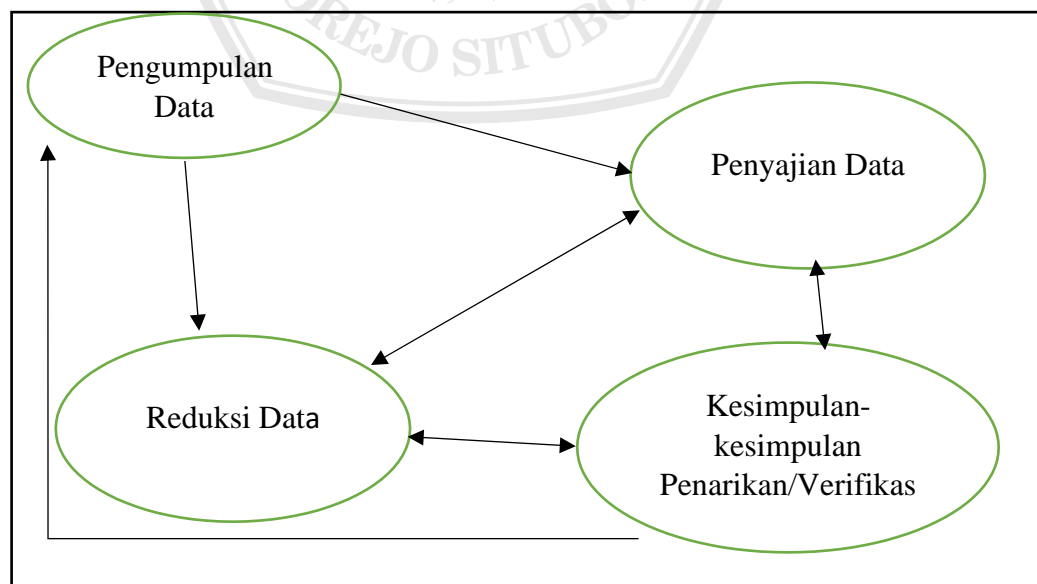 REJO SITUBO
Pengumpulan
Data
Penyajian Data
Reduksi Data
Kesimpulan-
kesimpulan
Penarikan/Verifikas